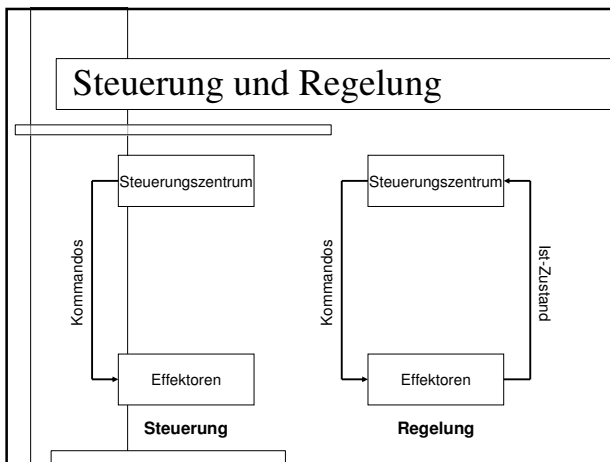 Steuerung und Regelung
Steuerungszentrum
Kommandos
Effektoren
Steuerung
Steuerungszentrum
Kommandos
Ist-Zustand
Effektoren
Regelung